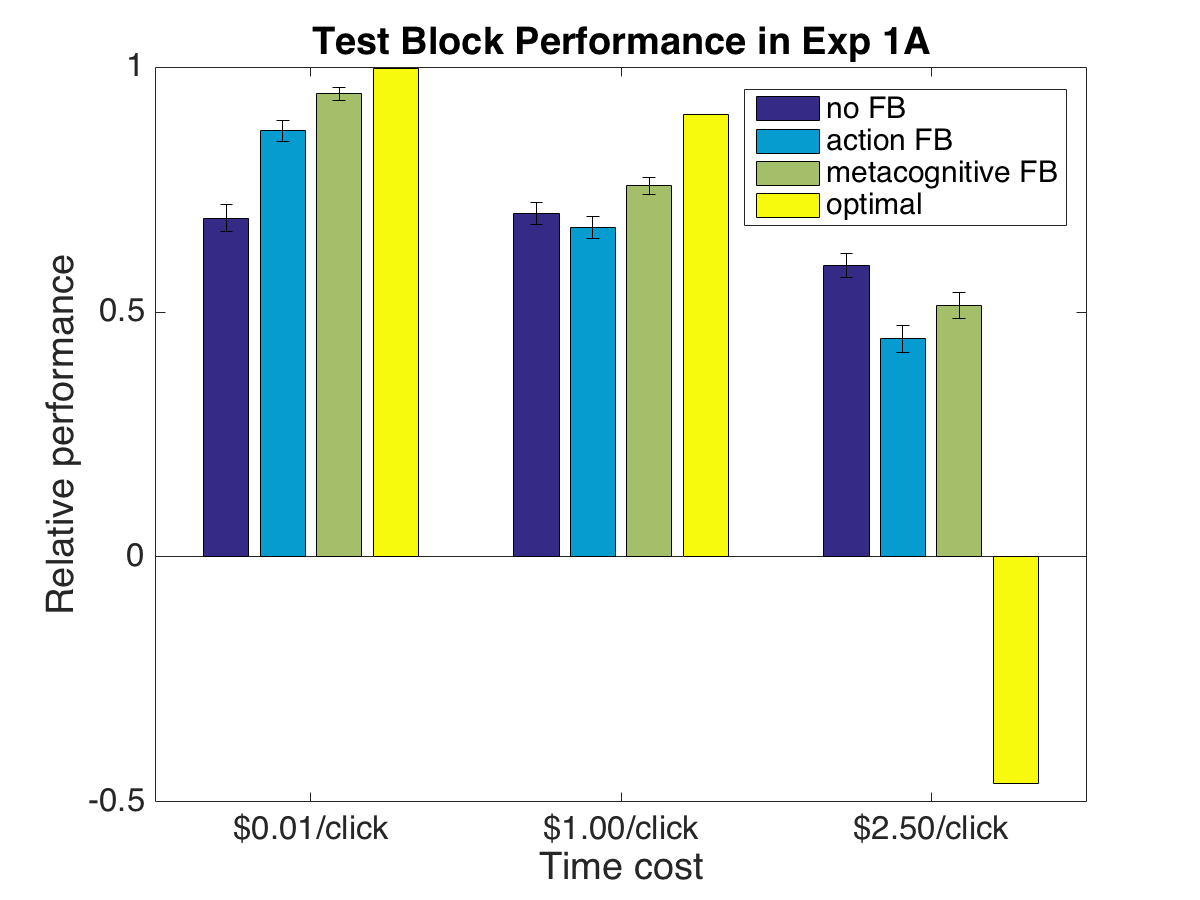 Test Block Performance in Exp 1A
1
0.5
0
-0.5
Relative performance
no FB
action FB
metacognitive FB
optimal
$0.01/click
$1.00/click
$2.50/click
Time cost